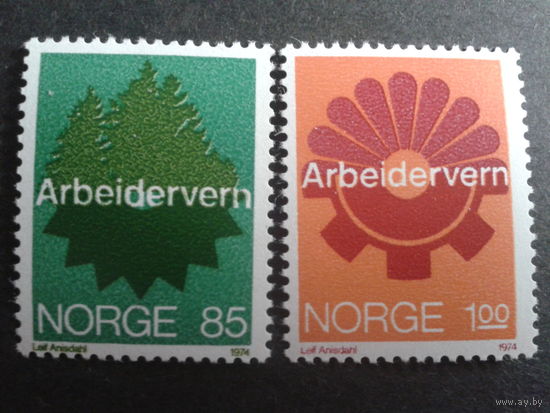 Arbeidervern
NORGE 85
Leif Anisdahl 1974
Arbeidervern
NORGE 1.00
Leif Anisdahl 1974
www.ay.by